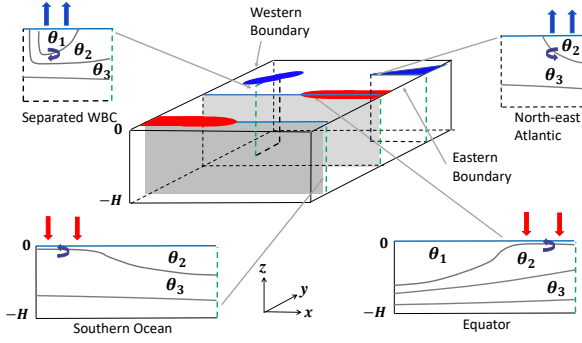 Western
Boundary
θ₁
θ₂
θ₃
Separated WBC
θ₂
θ₃
North-east
Atlantic
0
−H
Eastern
Boundary
0
θ₂
θ₃
−H
Southern Ocean
z
y
x
0
θ₁
θ₂
θ₃
−H
Equator